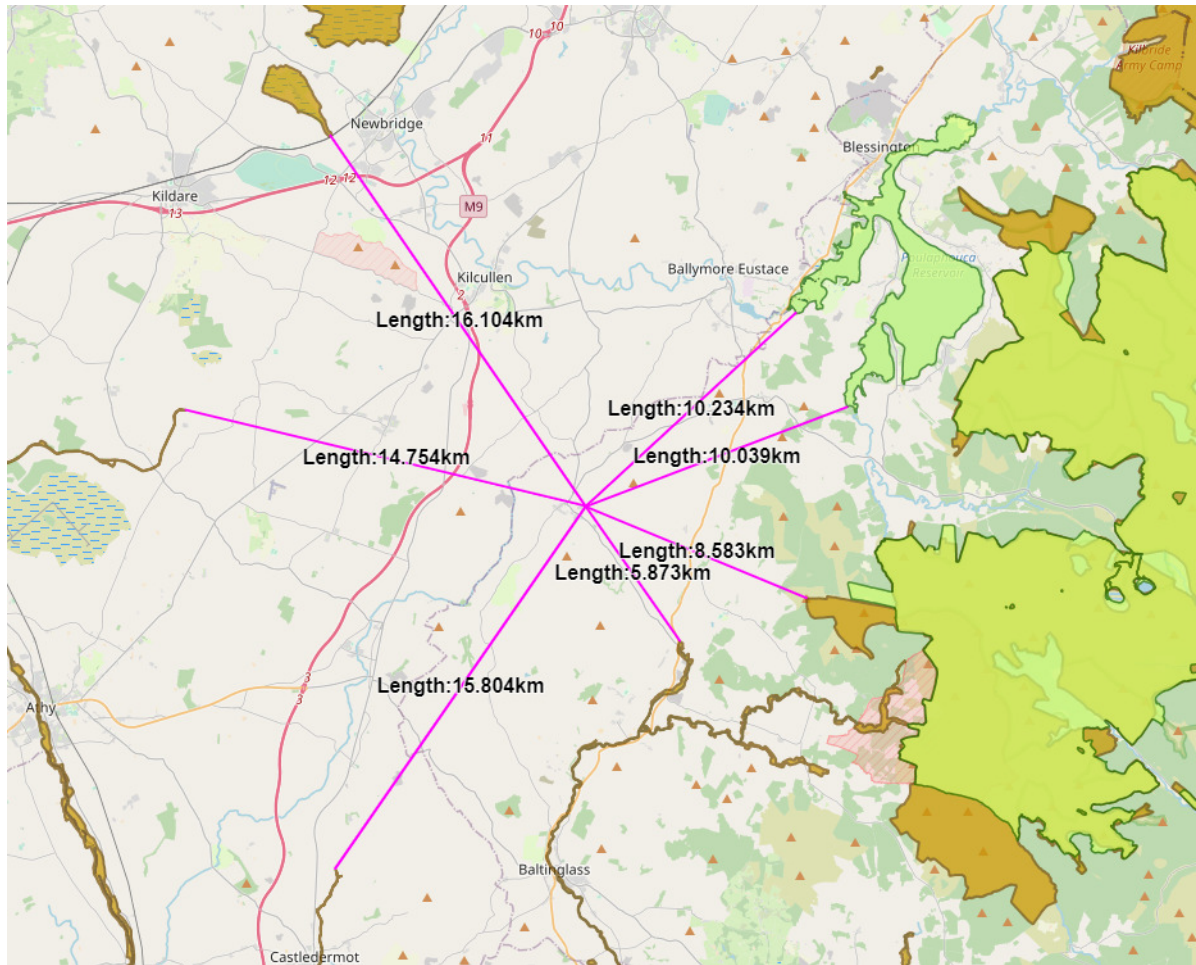 10
10
Kilbride
Army Camp
Newbridge
11
Blessington
12
12
Kildare
13
M9
Poulaphouca
Reservoir
Ballymore Eustace
Kilcullen
2
Length:16.104km
Length:10.234km
Length:14.754km
Length:10.039km
Length:8.583km
Length:5.873km
3
3
Length:15.804km
Athy
Baltinglass
Castledermot